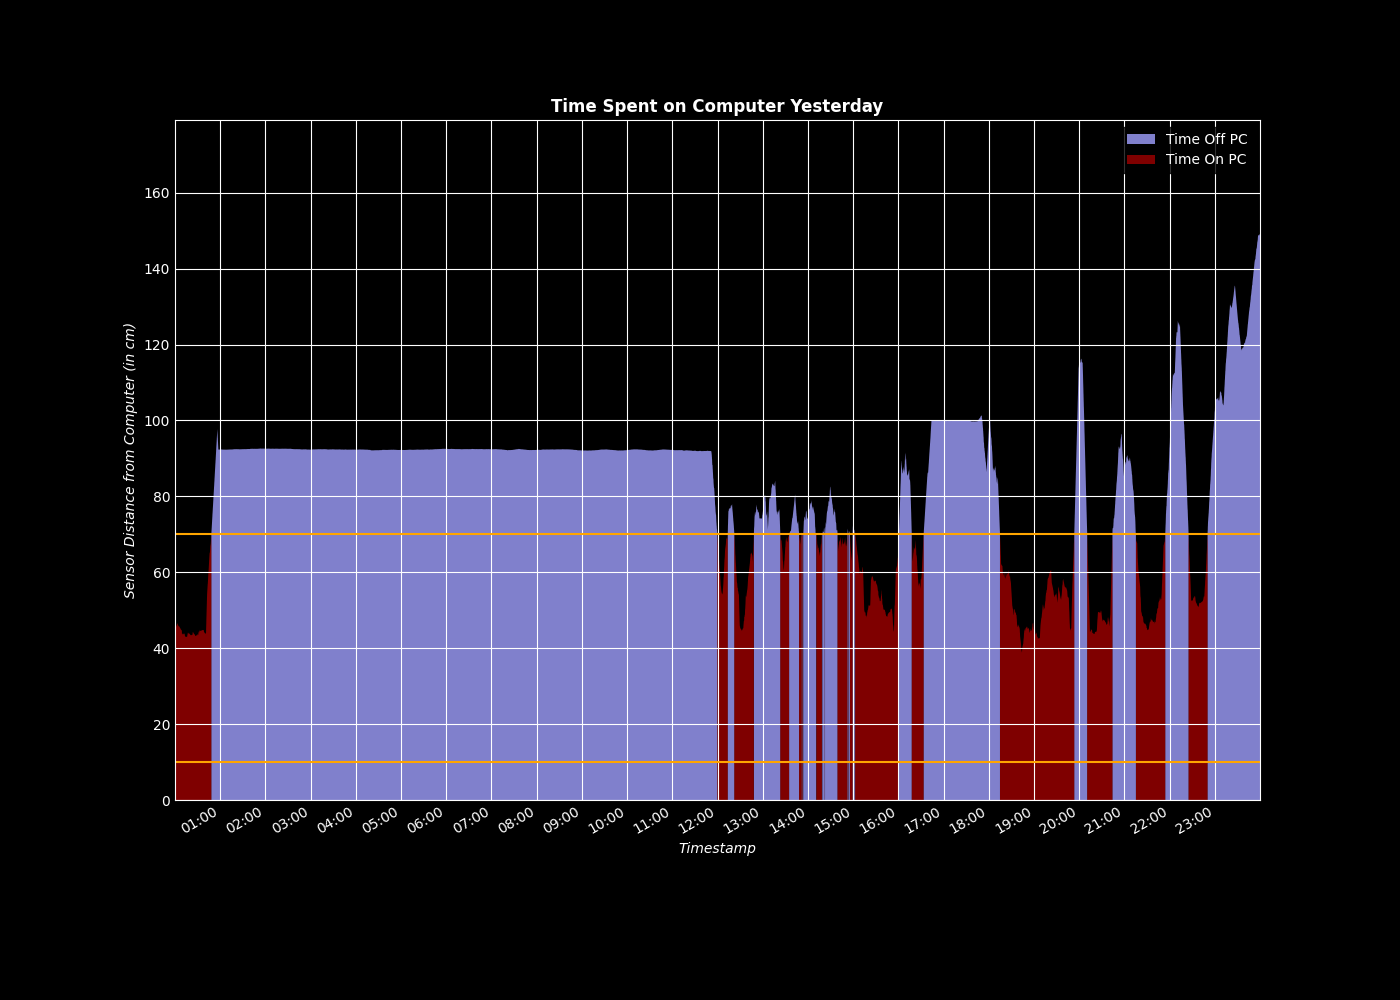 Time Spent on Computer Yesterday
Time Off PC
Time On PC
160
140
120
100
80
60
40
20
0
Sensor Distance from Computer (in cm)
01:00 02:00 03:00 04:00 05:00 06:00 07:00 08:00 09:00 10:00 11:00 12:00 13:00 14:00 15:00 16:00 17:00 18:00 19:00 20:00 21:00 22:00 23:00
Timestamp